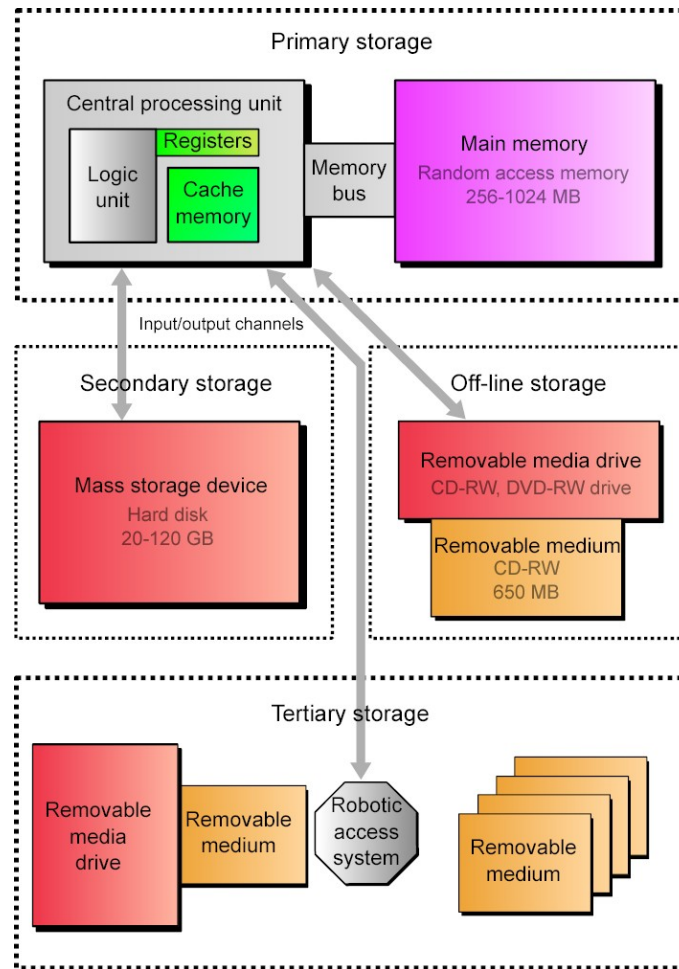 Primary storage
Central processing unit
Registers
Logic
unit
Cache
memory
Memory
bus
Main memory
Random access memory
256-1024 MB
Input/output channels
Secondary storage
Mass storage device
Hard disk
20-120 GB
Off-line storage
Removable media drive
CD-RW, DVD-RW drive
Removable medium
CD-RW
650 MB
Tertiary storage
Removable
media
drive
Removable
medium
Robotic
access
system
Removable
medium